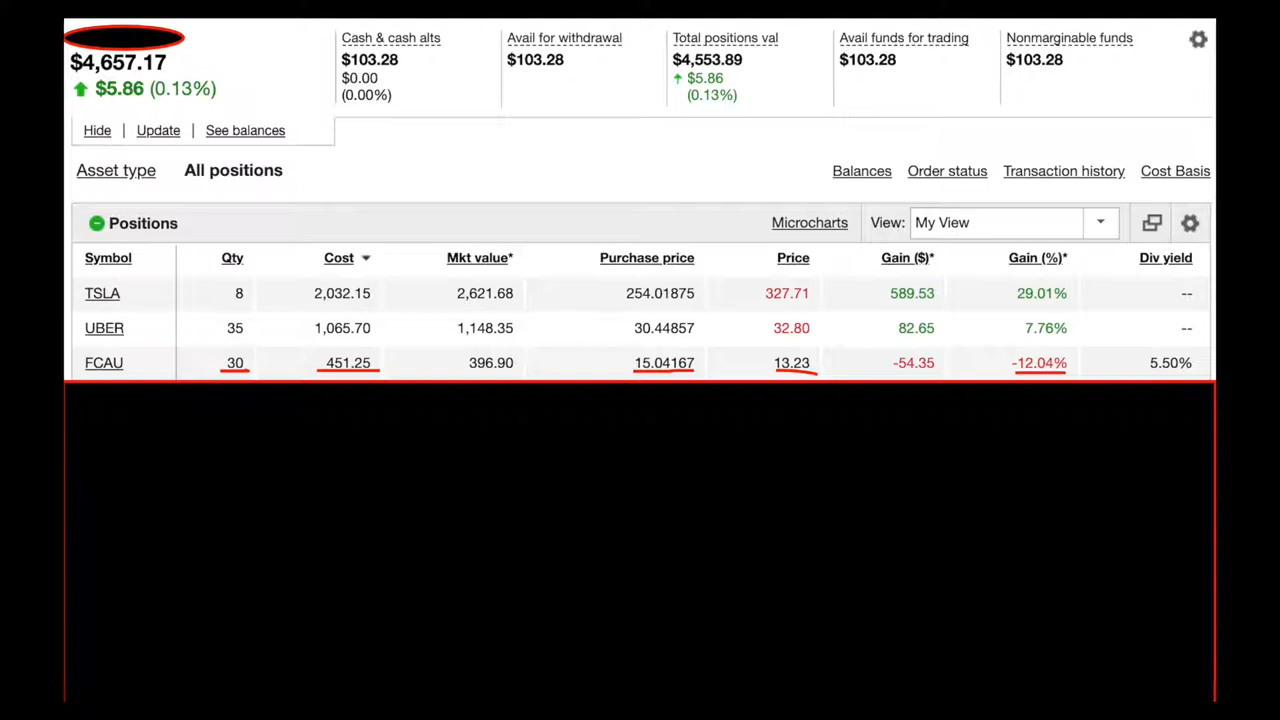 Cash & cash alts Avail for withdrawal Total positions val Avail funds for trading Nonmarginable funds
$4,657.17 $103.28 $103.28 $4,553.89 $103.28 $103.28
$5.86 (0.13%) $0.00 $5.86
(0.00%) (0.13%)
Hide | Update | See balances
Asset type All positions Balances Order status Transaction history Cost Basis
Positions Microcharts View: My View
Symbol Qty Cost Mkt value* Purchase price Price Gain ($)* Gain (%)* Div yield
TSLA 8 2,032.15 2,621.68 254.01875 327.71 589.53 29.01% --
UBER 35 1,065.70 1,148.35 30.44857 32.80 82.65 7.76% --
FCAU 30 451.25 396.90 15.04167 13.23 -54.35 -12.04% 5.50%